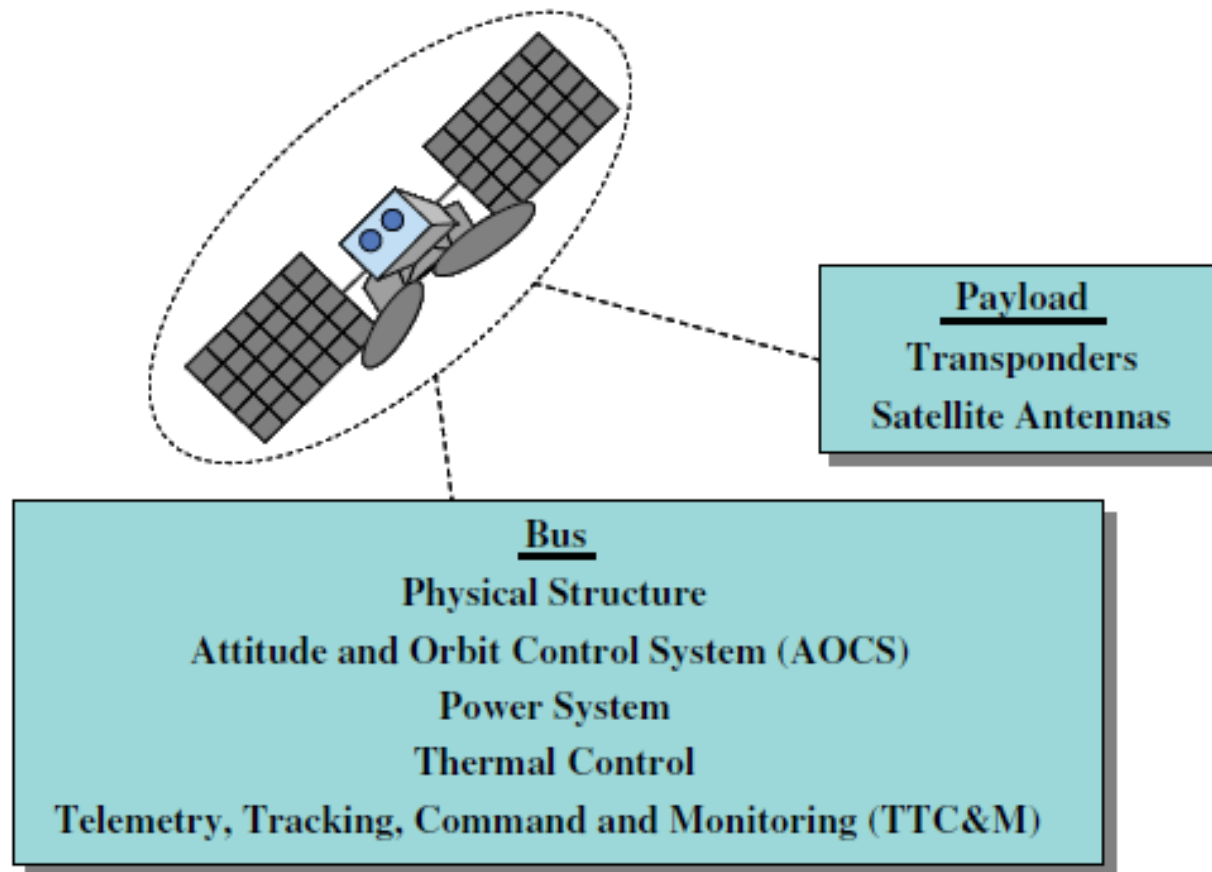 Payload
Transponders
Satellite Antennas
Bus
Physical Structure
Attitude and Orbit Control System (AOCS)
Power System
Thermal Control
Telemetry, Tracking, Command and Monitoring (TTC&M)